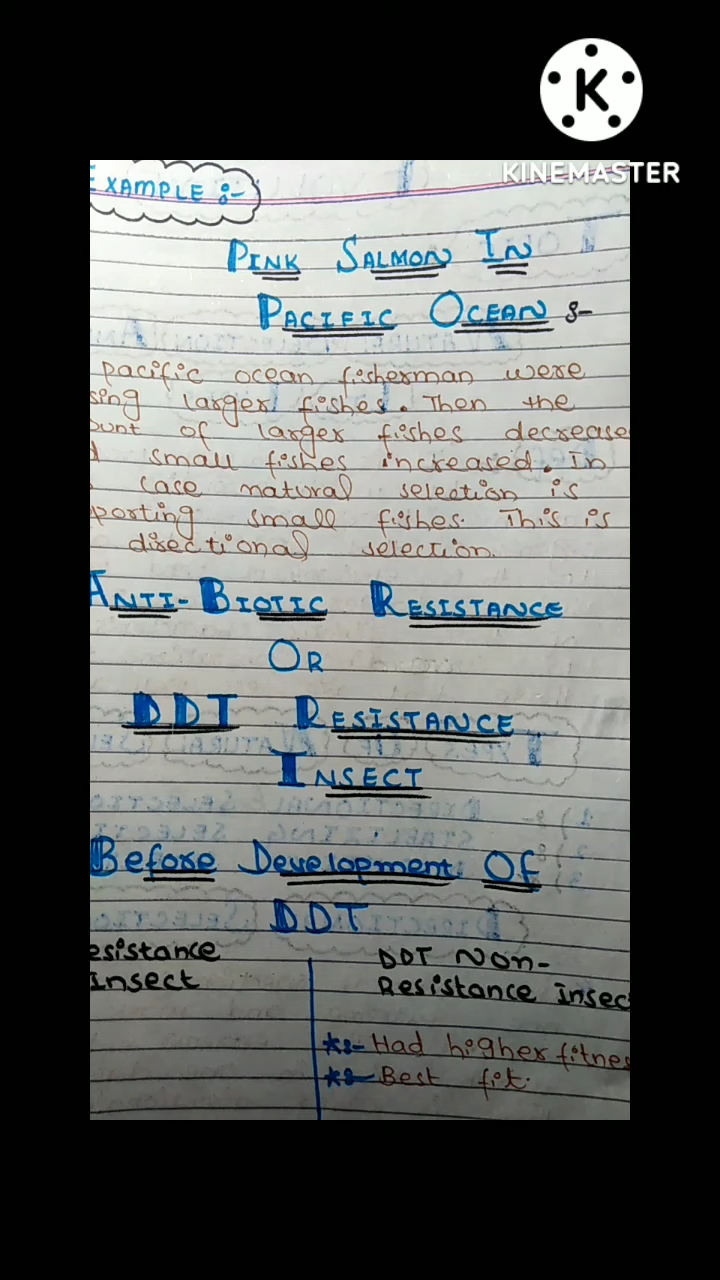 K
KINEMASTER
EXAMPLE :-
PINK SALMON IN
PACIFIC OCEAN :-
pacific ocean fisherman were
sing larger fishes. Then the
ount of larger fishes decrease
d small fishes increased. In
case natural selection is
porting small fishes. This is
directional selection.
ANTI-BIOTIC RESISTANCE
OR
DDT RESISTANCE
INSECT
Before Development Of
DDT
esistance
Insect
DDT Non-
Resistance insec
*:- Had higher fitnes
*:- Best fit.